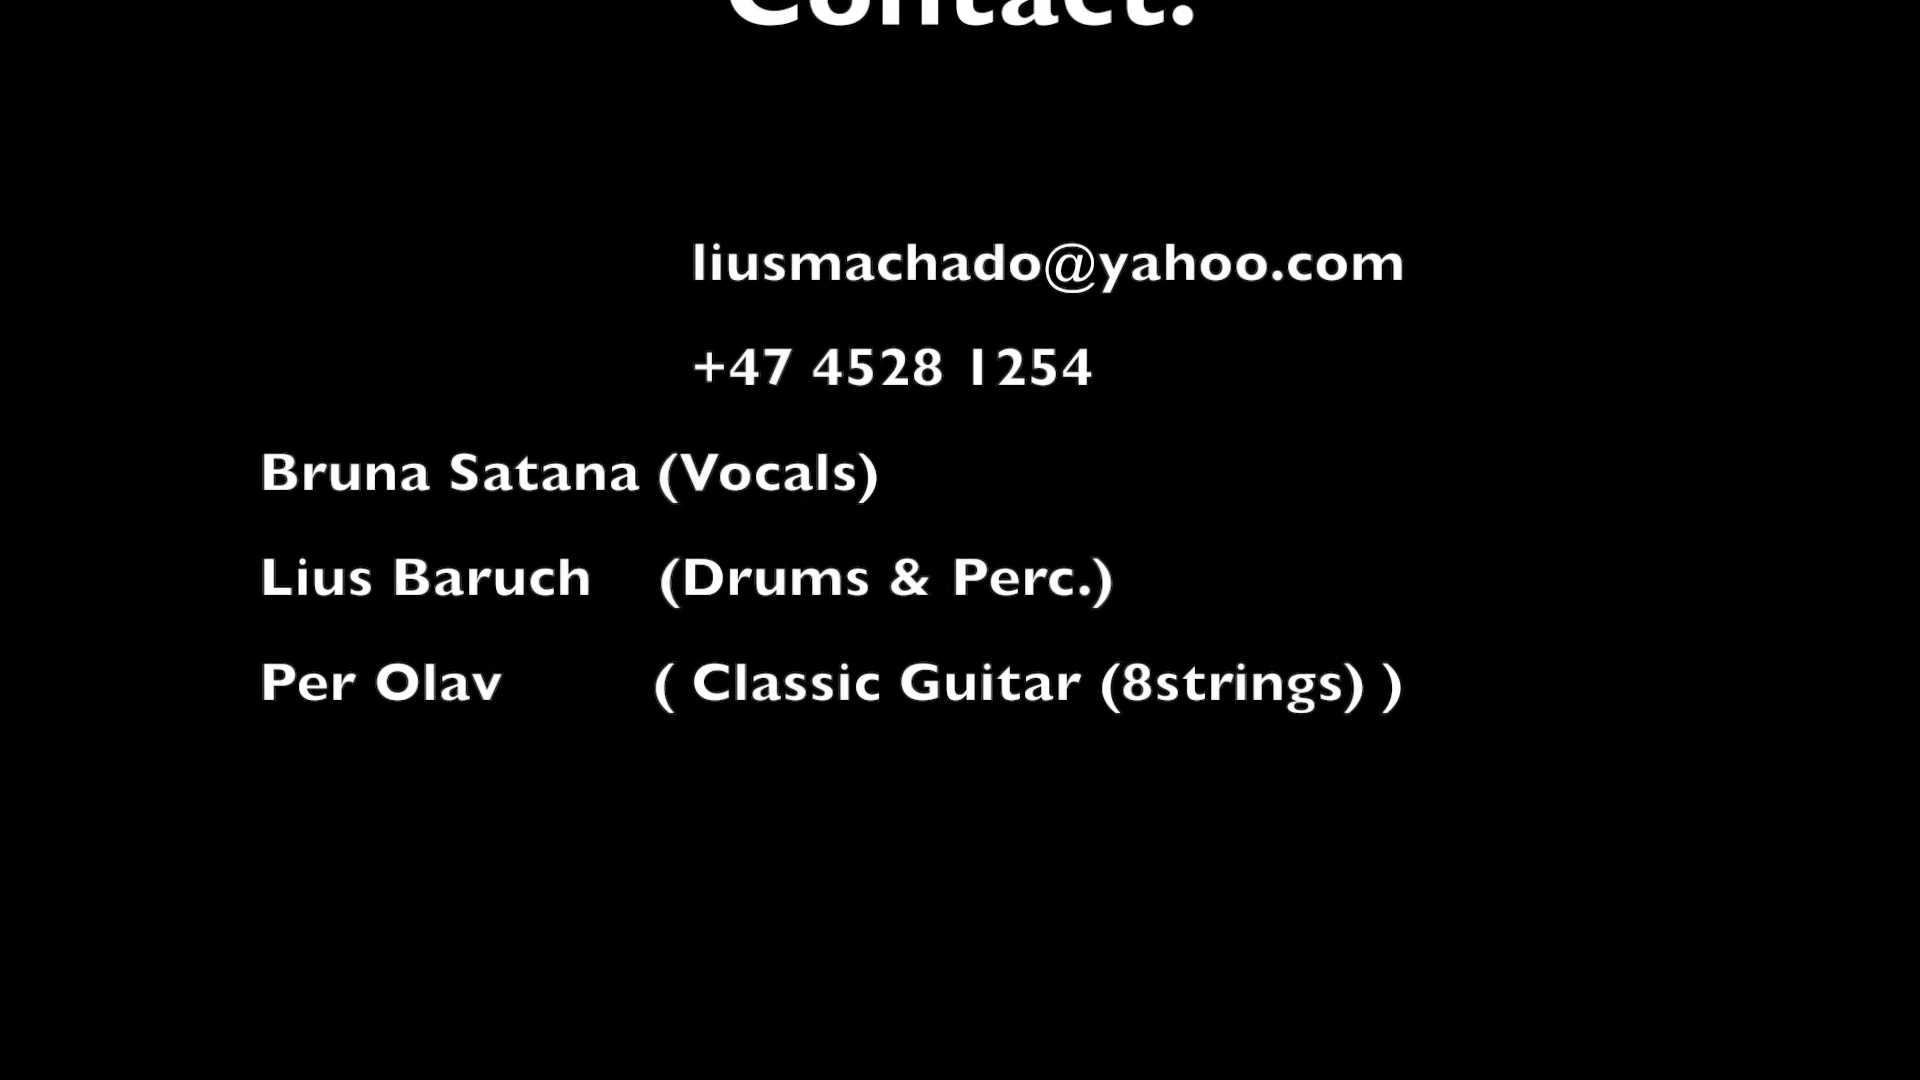 Contact:
liusmachado@yahoo.com
+47 4528 1254
Bruna Satana (Vocals)
Lius Baruch (Drums & Perc.)
Per Olav ( Classic Guitar (8strings) )